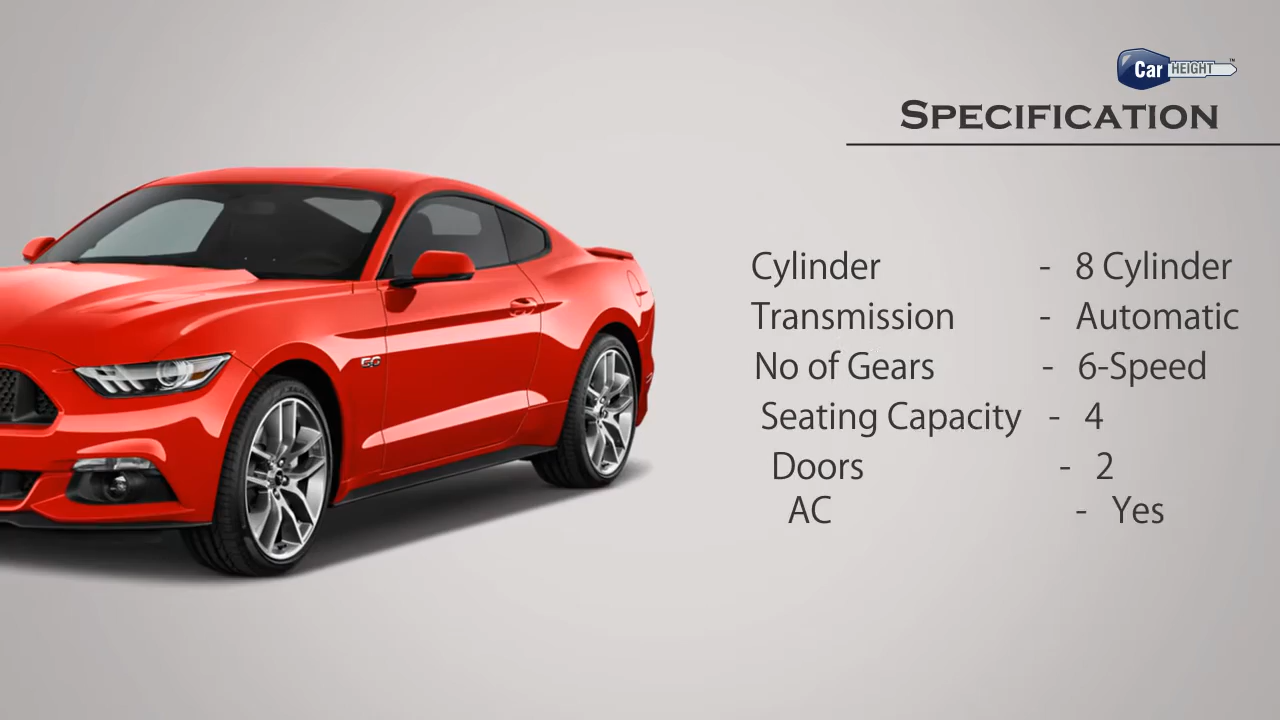 Car HEIGHT™
SPECIFICATION
Cylinder - 8 Cylinder
Transmission - Automatic
No of Gears - 6-Speed
Seating Capacity - 4
Doors - 2
AC - Yes
5.0